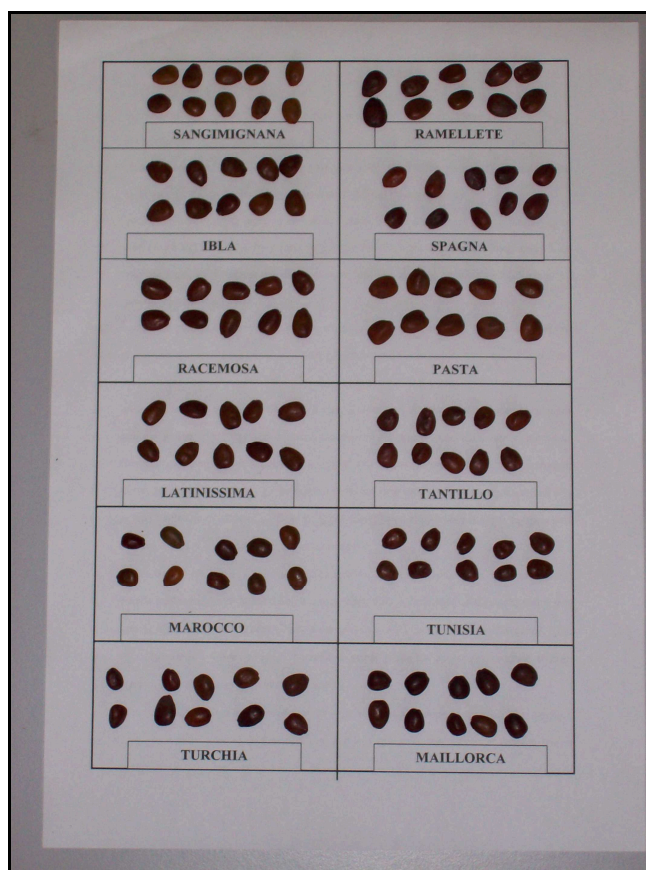 SANGIMIGNANA
RAMELLETE
IBLA
SPAGNA
RACEMOSA
PASTA
LATINISSIMA
TANTILLO
MAROCCO
TUNISIA
TURCHIA
MAILLORCA